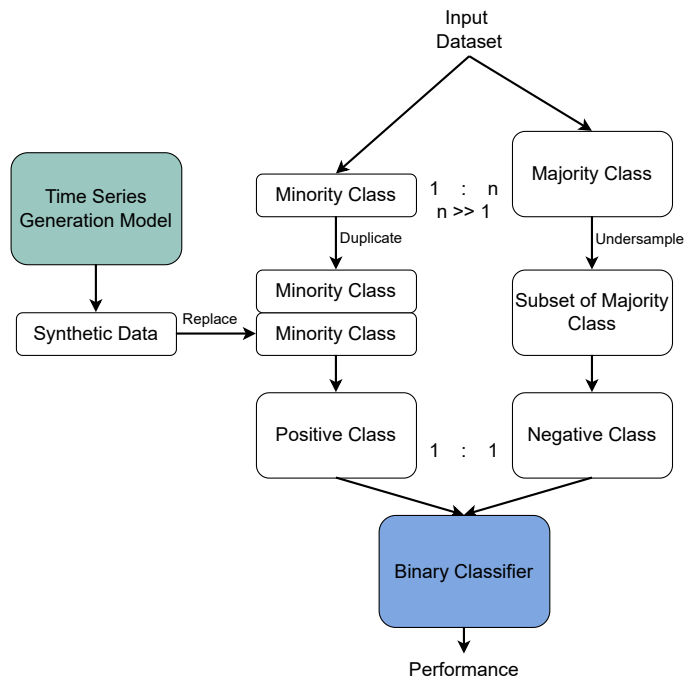 Input
Dataset
Time Series
Generation Model
Minority Class
1 : n
n >> 1
Majority Class
Duplicate
Undersample
Minority Class
Subset of Majority
Class
Synthetic Data
Replace
Minority Class
Positive Class
1 : 1
Negative Class
Binary Classifier
Performance